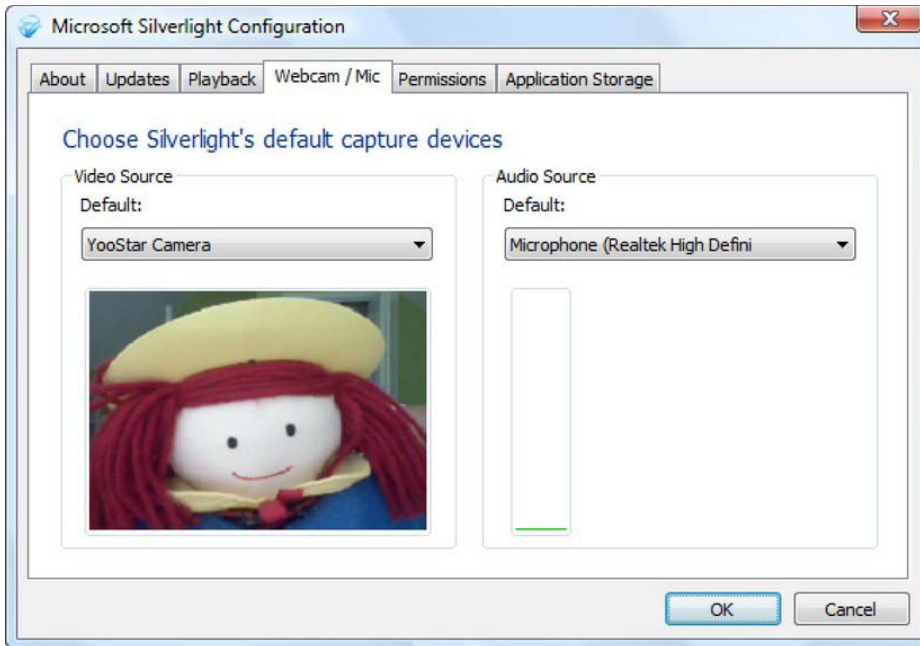 Microsoft Silverlight Configuration
About Updates Playback Webcam / Mic Permissions Application Storage
Choose Silverlight's default capture devices
Video Source
Default:
YooStar Camera
Audio Source
Default:
Microphone (Realtek High Defini
OK Cancel